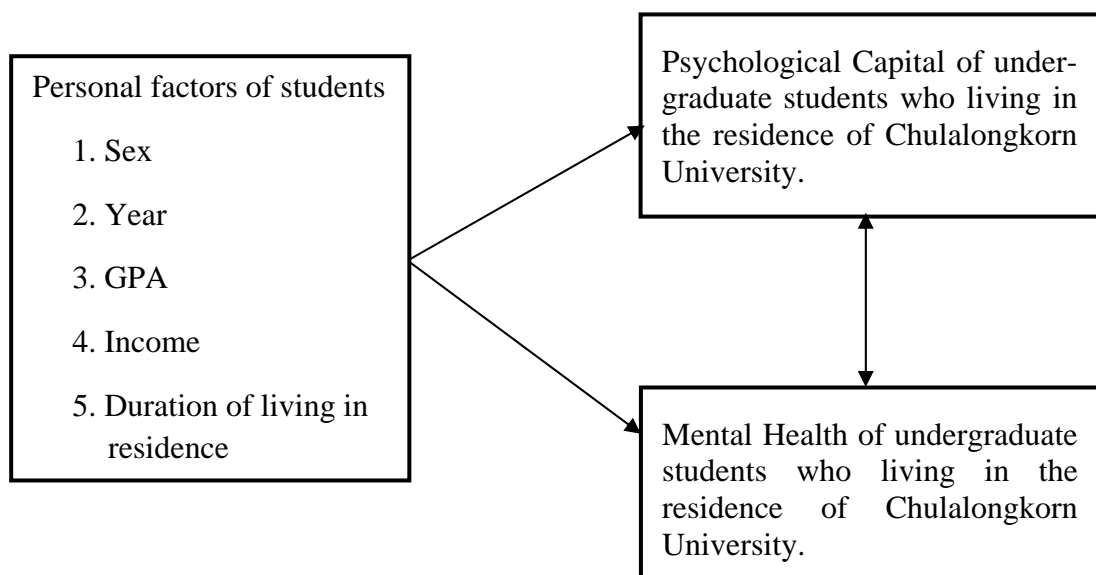 Personal factors of students
1. Sex
2. Year
3. GPA
4. Income
5. Duration of living in
residence
Psychological Capital of under-
graduate students who living in
the residence of Chulalongkorn
University.
Mental Health of undergraduate
students who living in the
residence of Chulalongkorn
University.